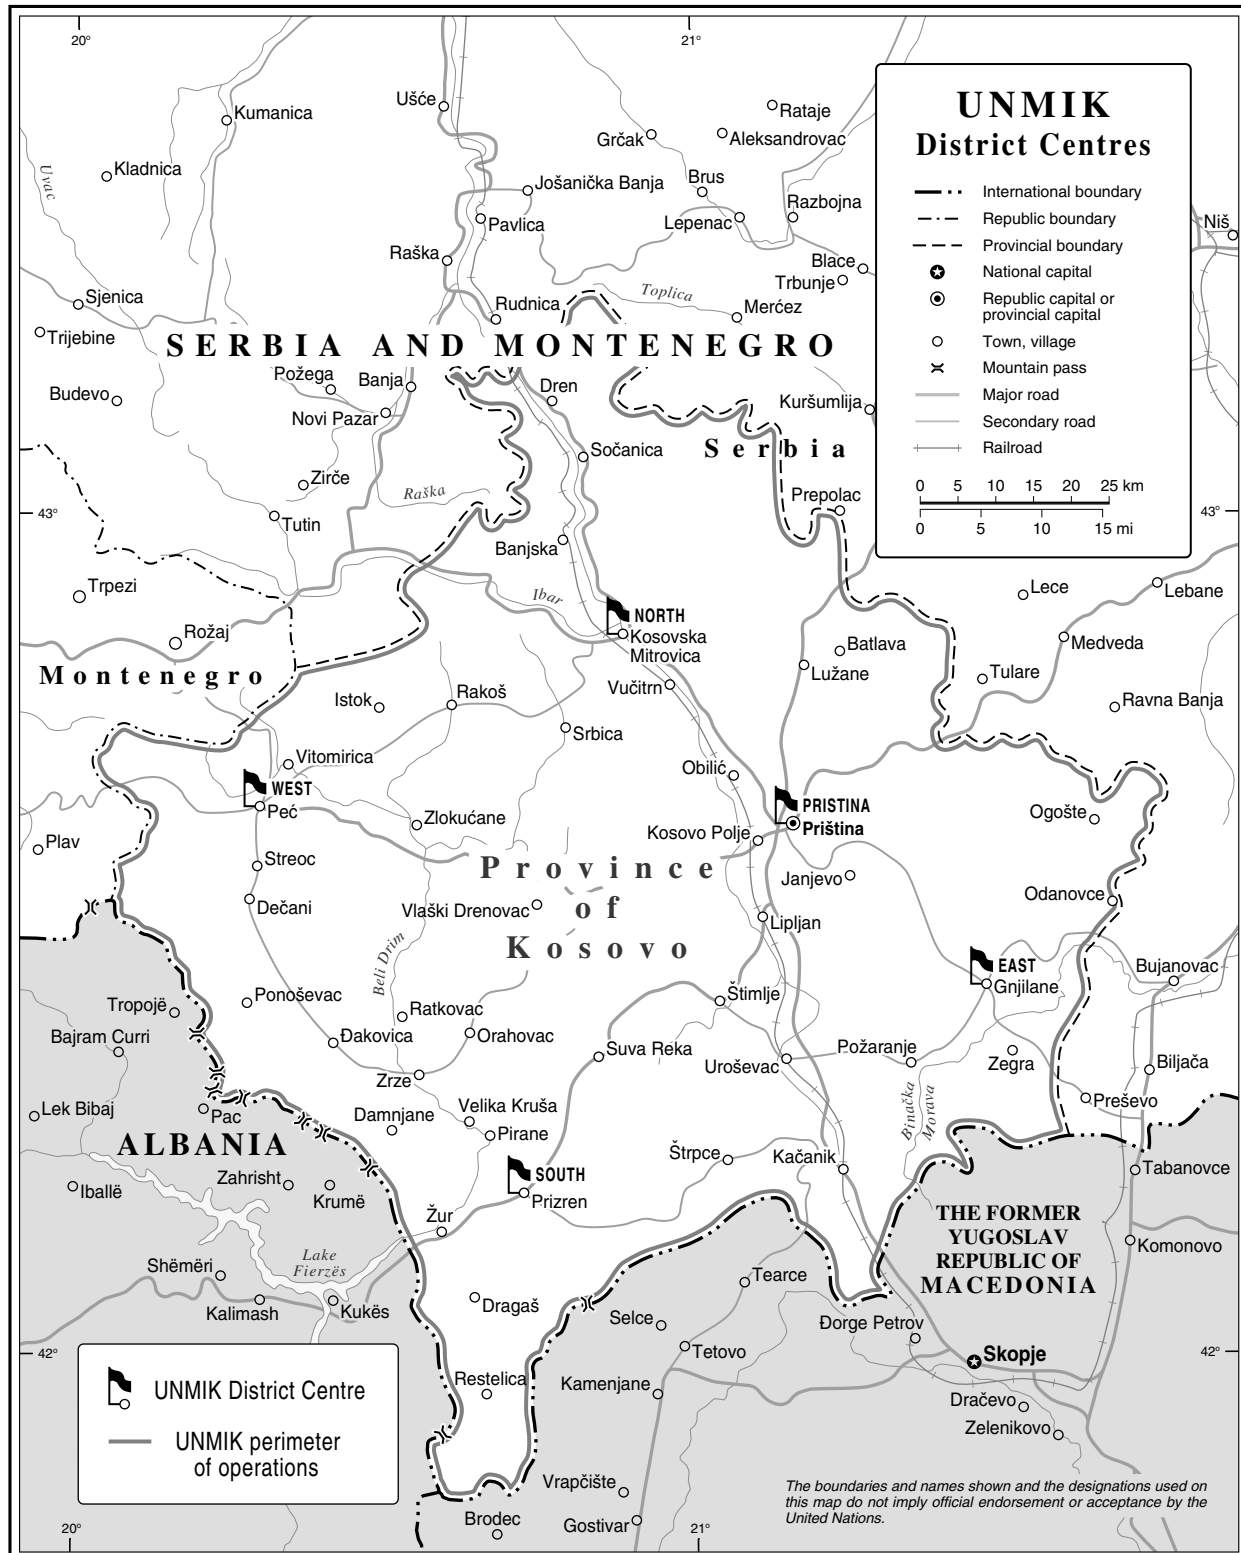 20°
21°
UNMIK
District Centres
International boundary
Republic boundary
Provincial boundary
National capital
Republic capital or
provincial capital
Town, village
Mountain pass
Major road
Secondary road
Railroad
0 5 10 15 20 25 km
0 5 10 15 mi
Ušće
Rataje
Kumanica
Grčak
Aleksandrovac
Uvac
Kladnica
Jošanička Banja
Brus
Razbojna
Pavlica
Lepenac
Niš
Raška
Blace
Trbunje
Toplica
Sjenica
Rudnica
Merćez
Trijebine
SERBIA AND MONTENEGRO
Požega
Banja
Dren
Budevo
Novi Pazar
Kuršumlija
Sočanica
Serbia
Zirče
Raška
Prepolac
43°
43°
Tutin
Banjska
Trpezi
Ibar
Lece
Lebane
NORTH
Rožaj
Kosovska
Mitrovica
Batlava
Medveda
Montenegro
Lužane
Tulare
Vučitrn
Istok
Rakoš
Ravna Banja
Srbica
Vitomirica
Obilić
WEST
Peć
PRISTINA
Priština
Zlokućane
Ogošte
Kosovo Polje
Plav
Streoc
Province
of
Kosovo
Janjevo
Dečani
Vlaški Drenovac
Odanovce
Lipljan
Beli Drim
EAST
Gnjilane
Bujanovac
Tropojë
Ponoševac
Štimlje
Ratkovac
Bajram Curri
Đakovica
Orahovac
Suva Reka
Uroševac
Požaranje
Zegra
Biljača
Zrze
Binačka
Morava
Lek Bibaj
Pac
Damnjane
Velika Kruša
Preševo
ALBANIA
Pirane
Štrpce
Kačanik
Tabanovce
Iballë
Zahrisht
Krumë
SOUTH
Prizren
Žur
THE FORMER
YUGOSLAV
REPUBLIC OF
MACEDONIA
Komonovo
Lake
Fierzës
Shëmëri
Tearce
Kalimash
Kukës
Dragaš
Selce
Đorge Petrov
42°
Tetovo
Skopje
42°
UNMIK District Centre
UNMIK perimeter
of operations
Restelica
Kamenjane
Dračevo
Zelenikovo
Vrapčište
The boundaries and names shown and the designations used on
this map do not imply official endorsement or acceptance by the
United Nations.
Brodec
Gostivar
20°
21°